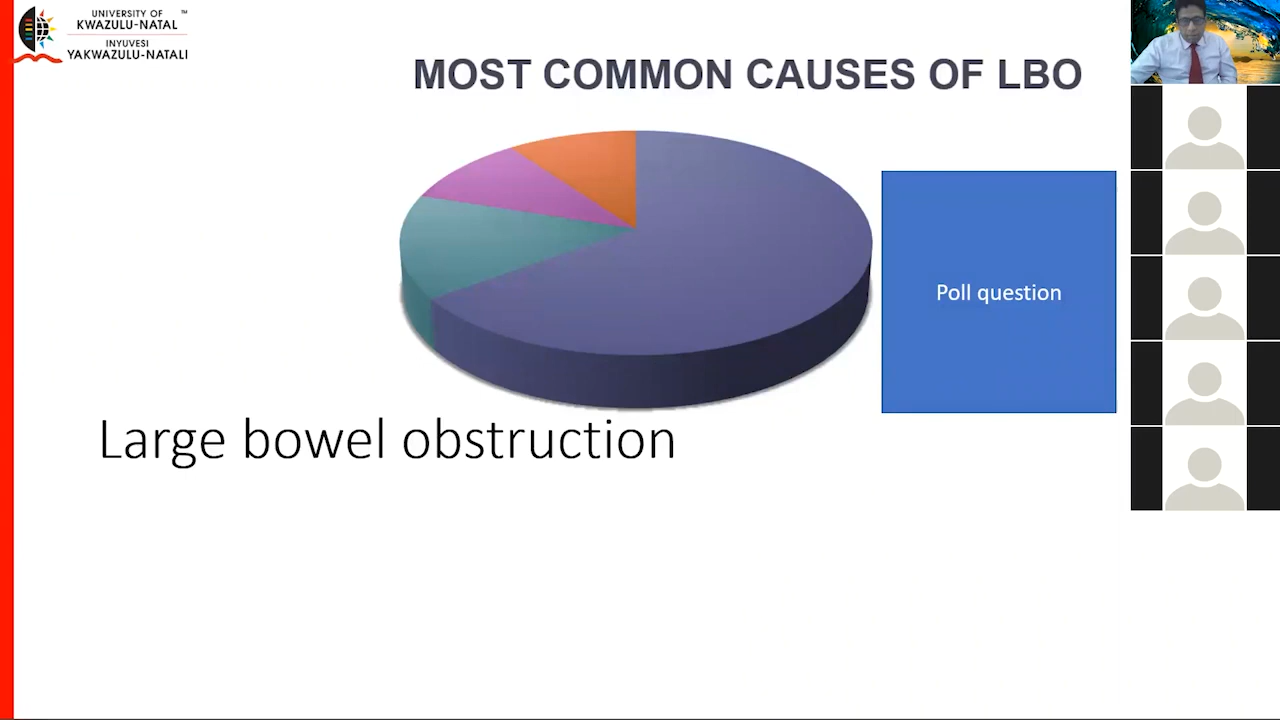 UNIVERSITY OF
KWAZULU-NATAL ™
INYUVESI
YAKWAZULU-NATALI
MOST COMMON CAUSES OF LBO
Poll question
Large bowel obstruction